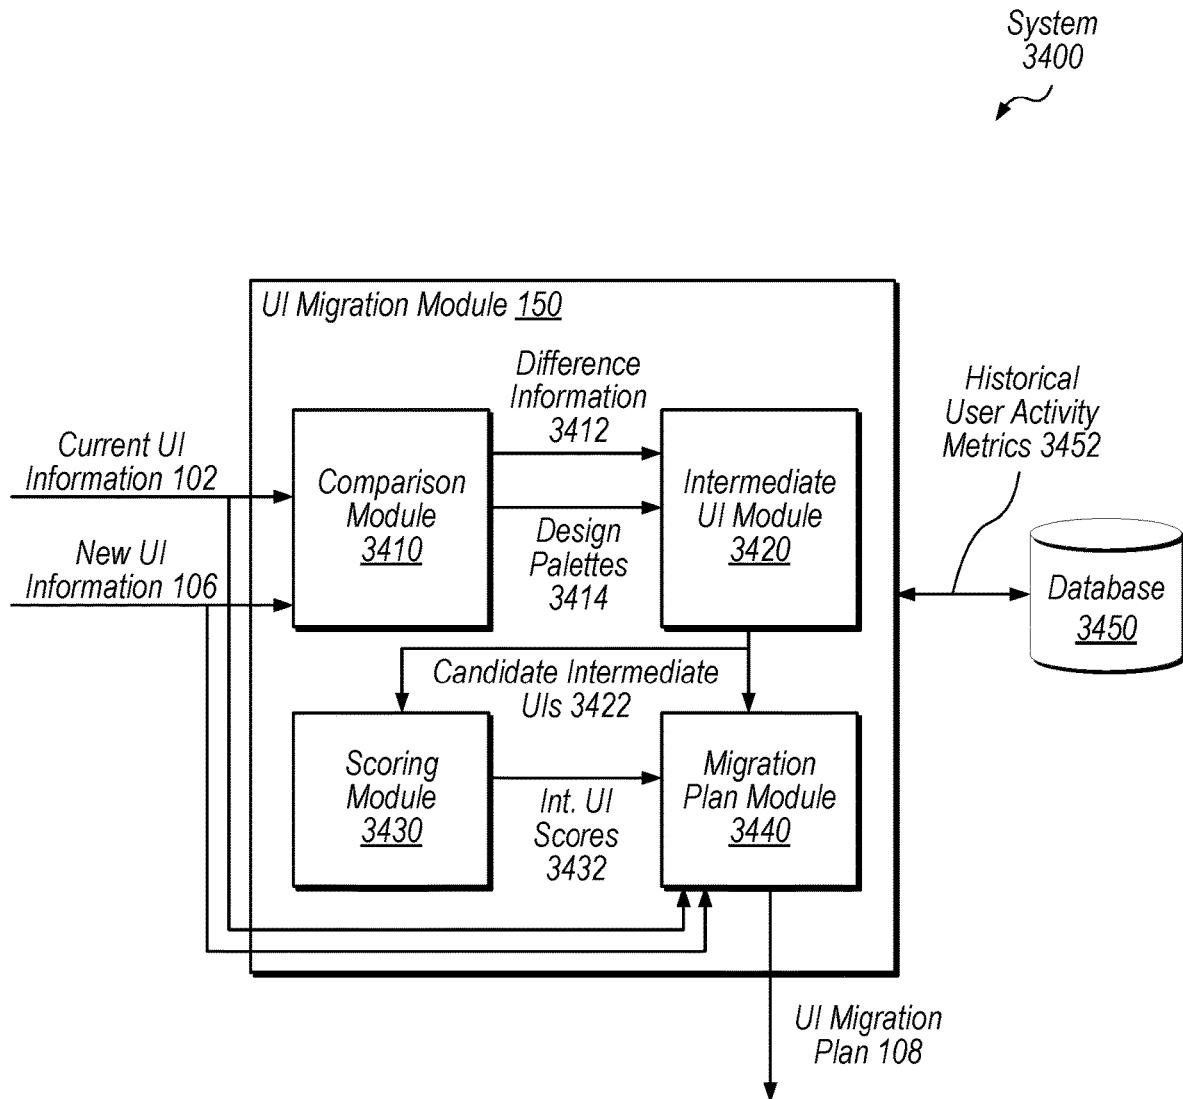 System
3400
UI Migration Module 150
Difference
Information
3412
Historical
User Activity
Metrics 3452
Current UI
Information 102
Comparison
Module
3410
Intermediate
UI Module
3420
New UI
Information 106
Design
Palettes
3414
Database
3450
Candidate Intermediate
UIs 3422
Scoring
Module
3430
Int. UI
Scores
3432
Migration
Plan Module
3440
UI Migration
Plan 108